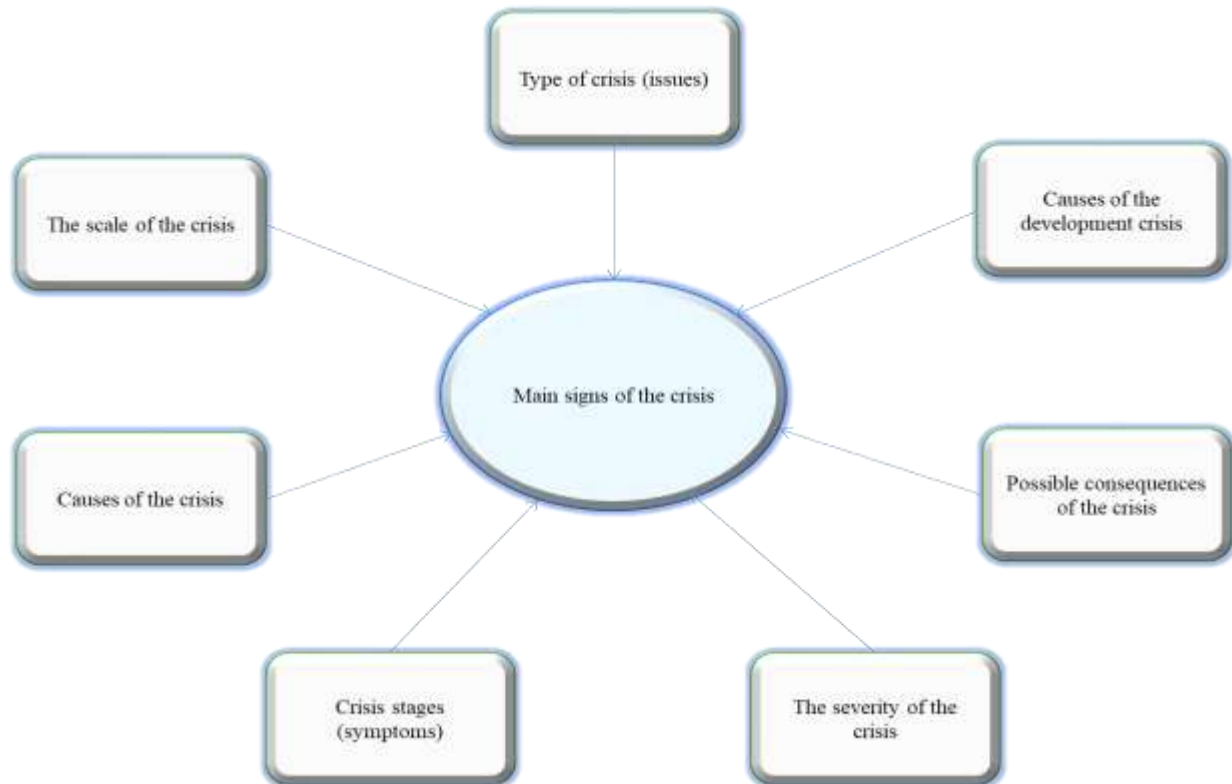 Type of crisis (issues)
The scale of the crisis
Causes of the
development crisis
Main signs of the crisis
Causes of the crisis
Possible consequences
of the crisis
Crisis stages
(symptoms)
The severity of the
crisis